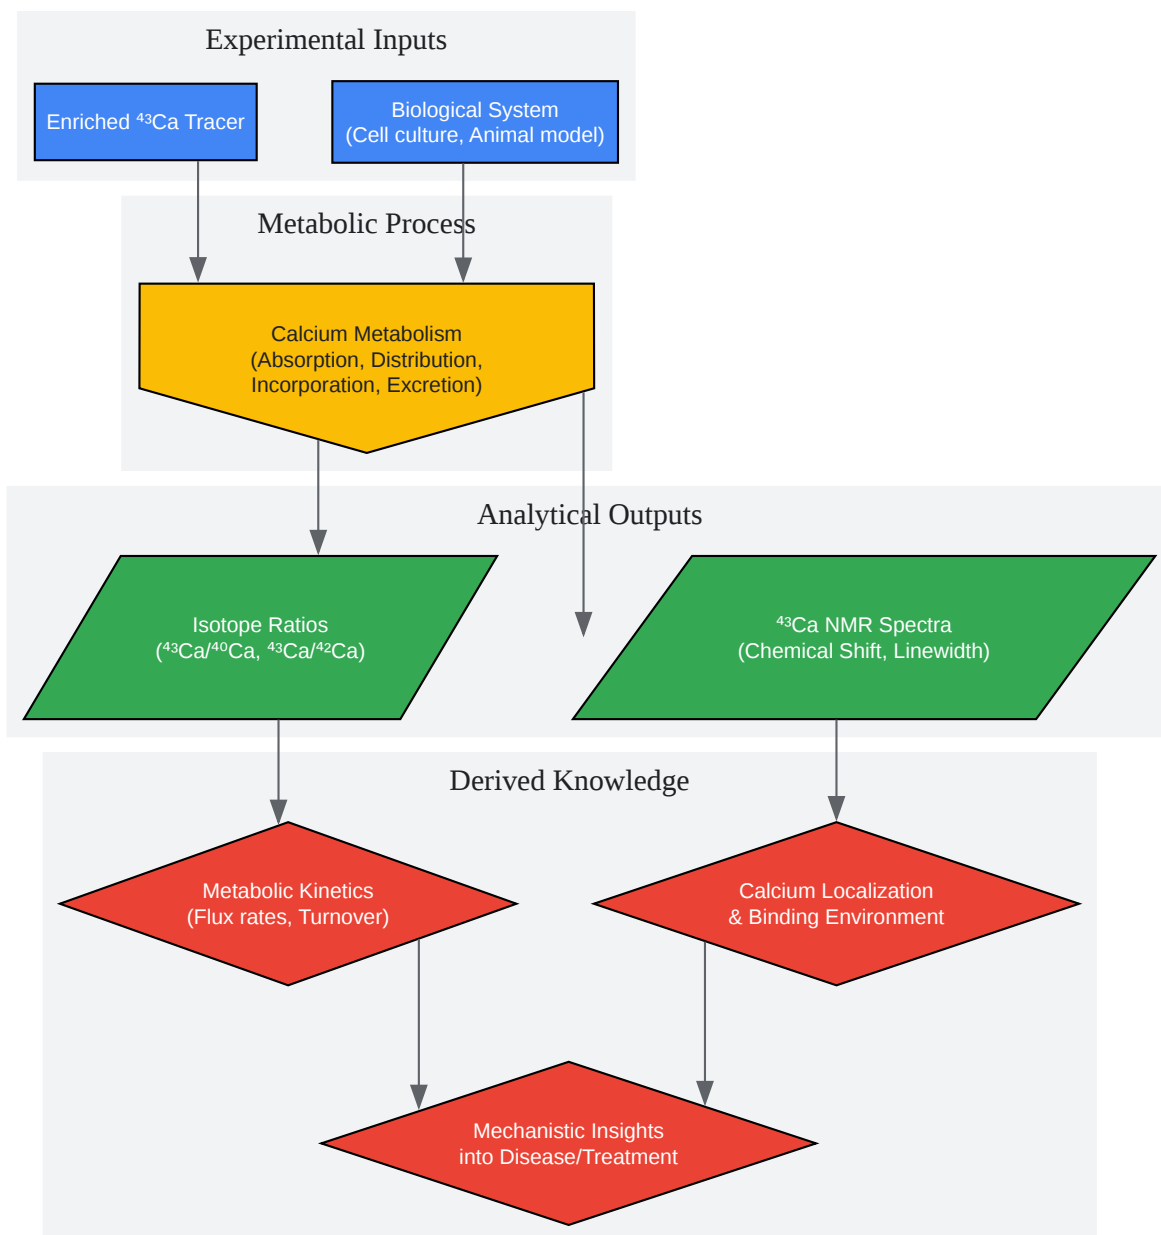 Experimental Inputs
Enriched ⁴³Ca Tracer
Biological System
(Cell culture, Animal model)
Metabolic Process
Calcium Metabolism
(Absorption, Distribution,
Incorporation, Excretion)
Analytical Outputs
Isotope Ratios
(⁴³Ca/⁴⁰Ca, ⁴³Ca/⁴²Ca)
⁴³Ca NMR Spectra
(Chemical Shift, Linewidth)
Derived Knowledge
Metabolic Kinetics
(Flux rates, Turnover)
Calcium Localization
& Binding Environment
Mechanistic Insights
into Disease/Treatment